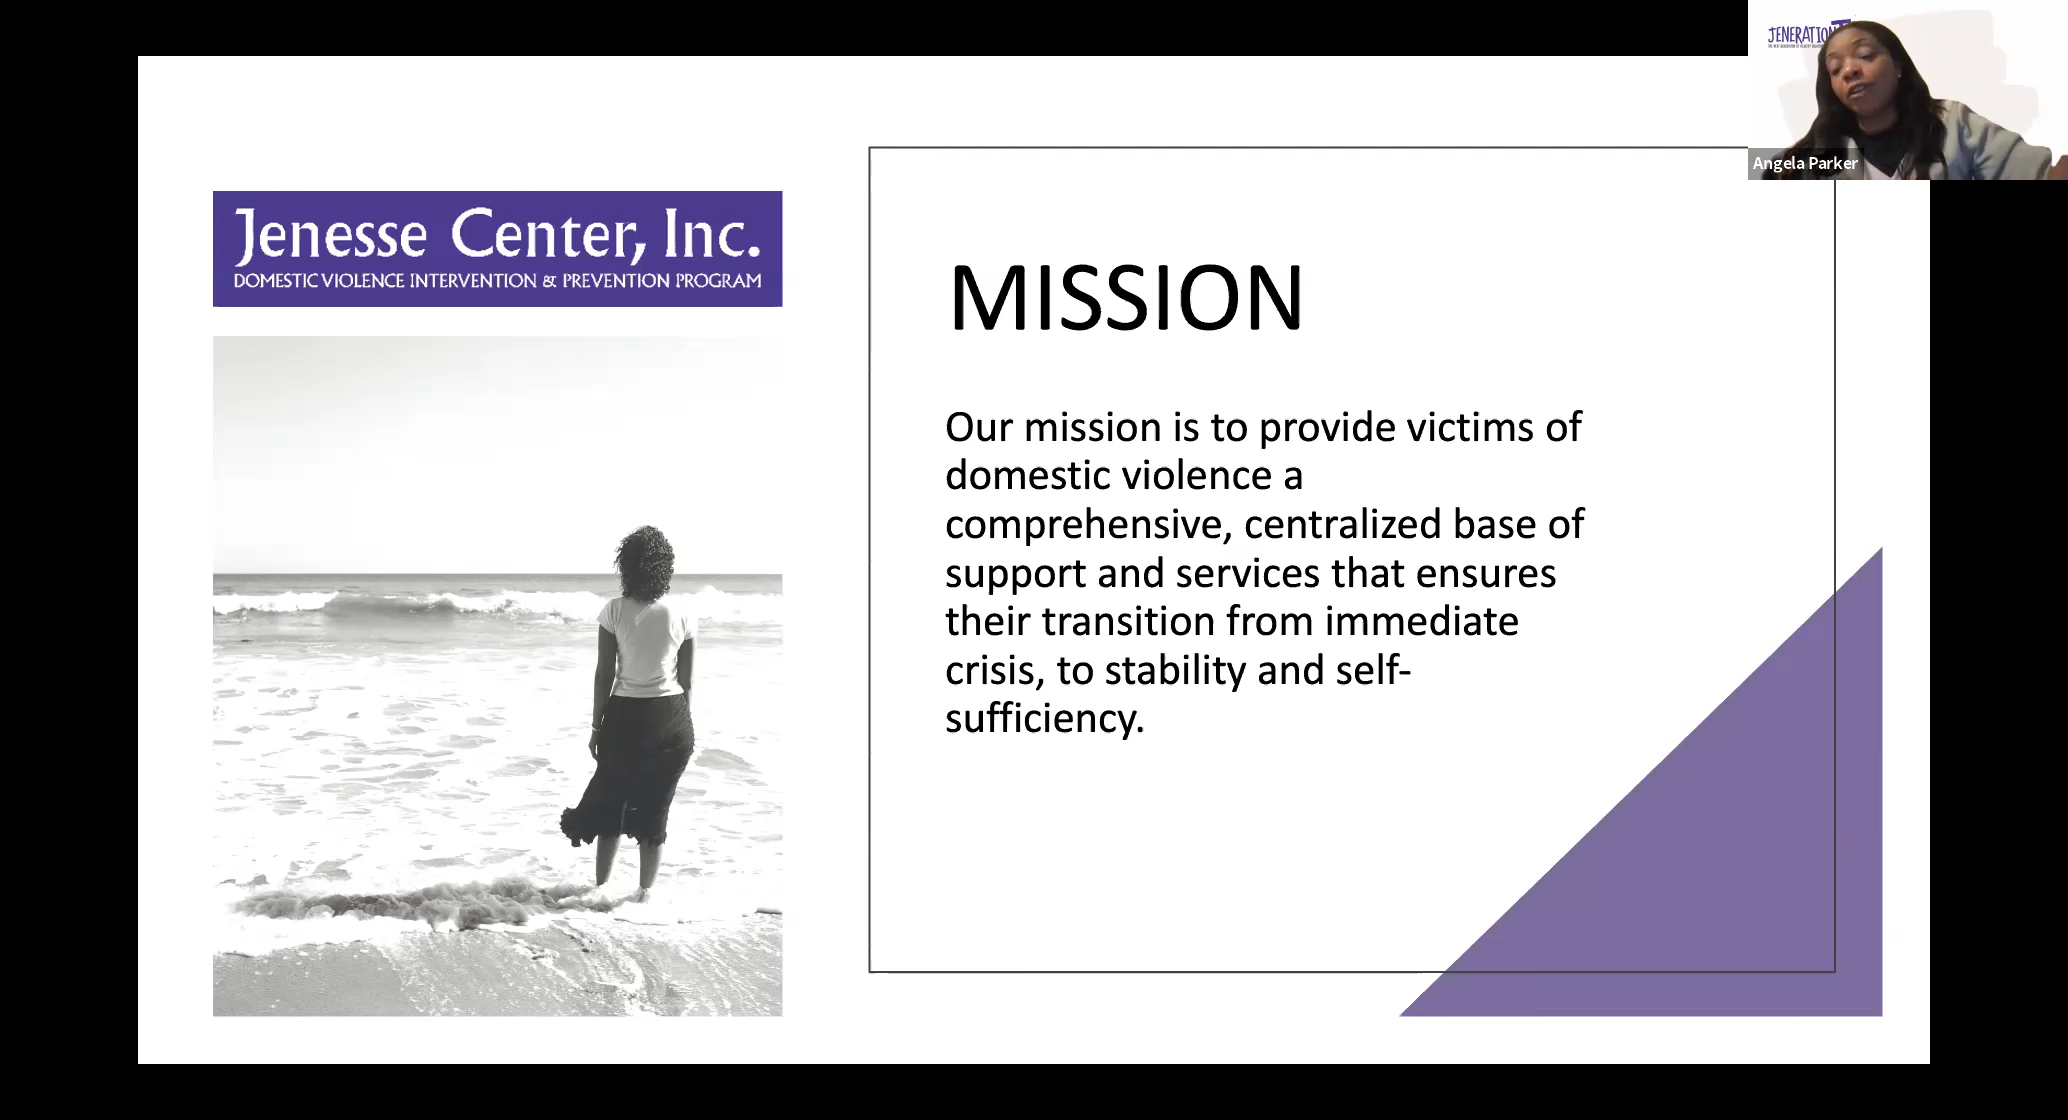 JENERATION
Angela Parker
Jenesse Center, Inc.
DOMESTIC VIOLENCE INTERVENTION & PREVENTION PROGRAM
MISSION
Our mission is to provide victims of
domestic violence a
comprehensive, centralized base of
support and services that ensures
their transition from immediate
crisis, to stability and self-
sufficiency.